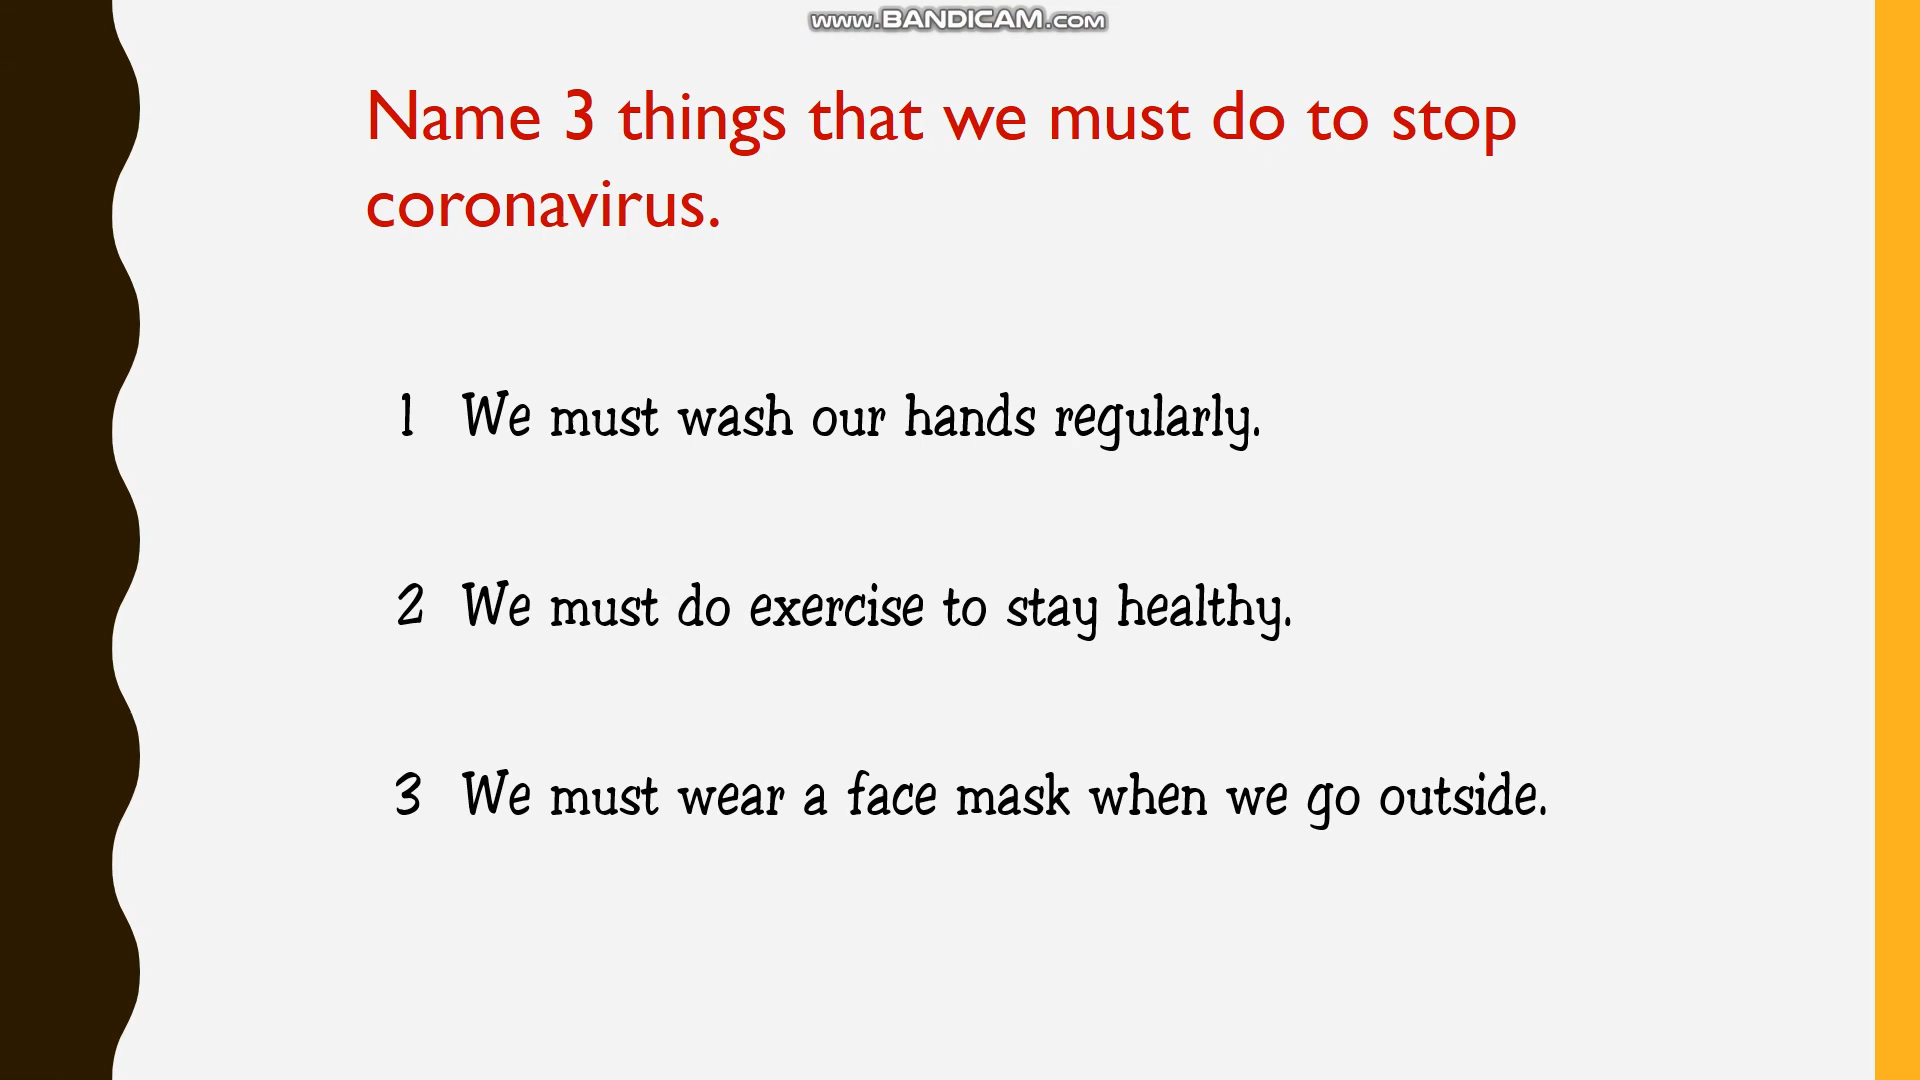 www.BANDICAM.com
Name 3 things that we must do to stop
coronavirus.
1 We must wash our hands regularly.
2 We must do exercise to stay healthy.
3 We must wear a face mask when we go outside.